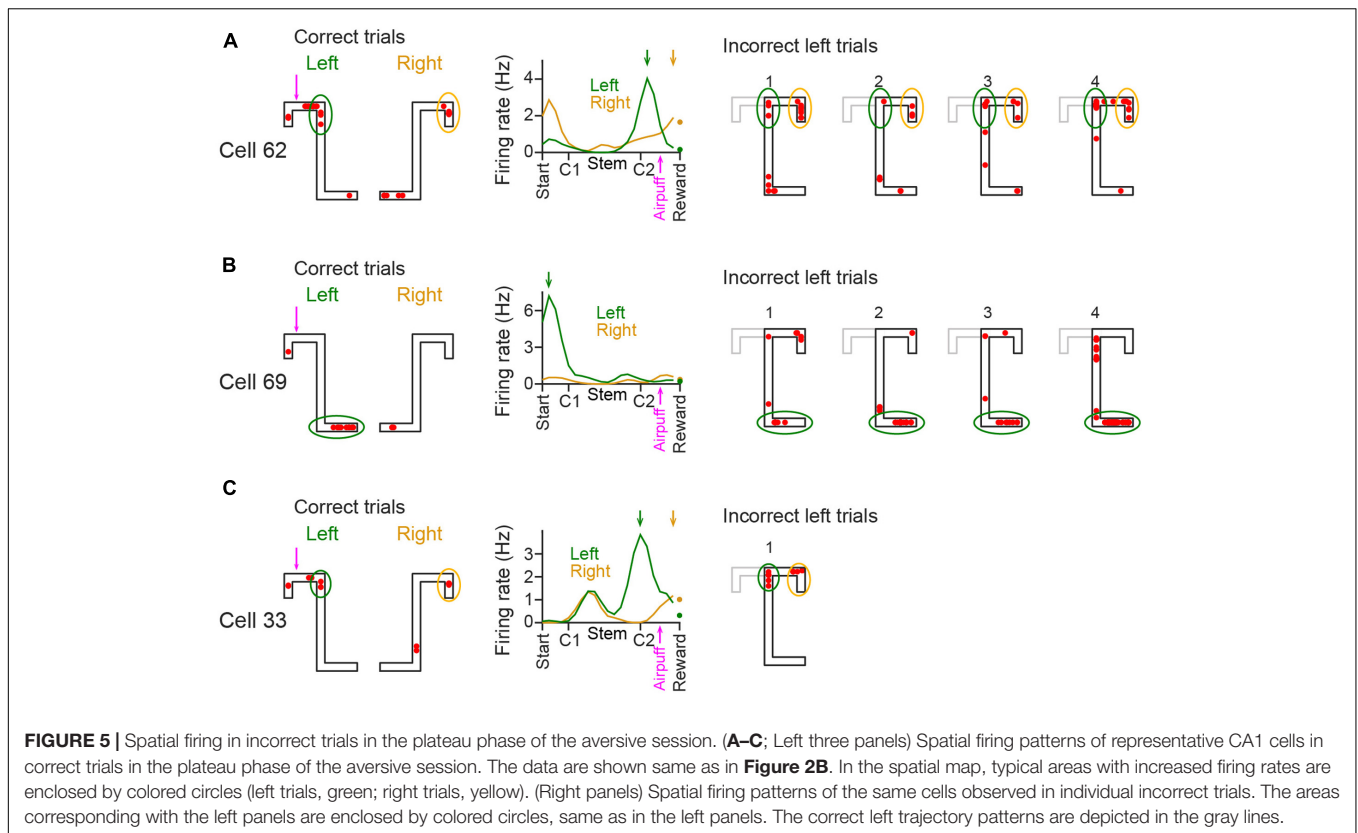 A
Correct trials
Left
Right
Cell 62
Firing rate (Hz)
4
2
0
Left
Right
Start
C1
Stem
C2
Airpuff
Reward
Incorrect left trials
1
2
3
4
B
Correct trials
Left
Right
Cell 69
Firing rate (Hz)
6
3
0
Left
Right
Start
C1
Stem
C2
Airpuff
Reward
Incorrect left trials
1
2
3
4
C
Correct trials
Left
Right
Cell 33
Firing rate (Hz)
3
2
1
0
Left
Right
Start
C1
Stem
C2
Airpuff
Reward
Incorrect left trials
1
FIGURE 5 | Spatial firing in incorrect trials in the plateau phase of the aversive session. (A–C; Left three panels) Spatial firing patterns of representative CA1 cells in
correct trials in the plateau phase of the aversive session. The data are shown same as in Figure 2B. In the spatial map, typical areas with increased firing rates are
enclosed by colored circles (left trials, green; right trials, yellow). (Right panels) Spatial firing patterns of the same cells observed in individual incorrect trials. The areas
corresponding with the left panels are enclosed by colored circles, same as in the left panels. The correct left trajectory patterns are depicted in the gray lines.